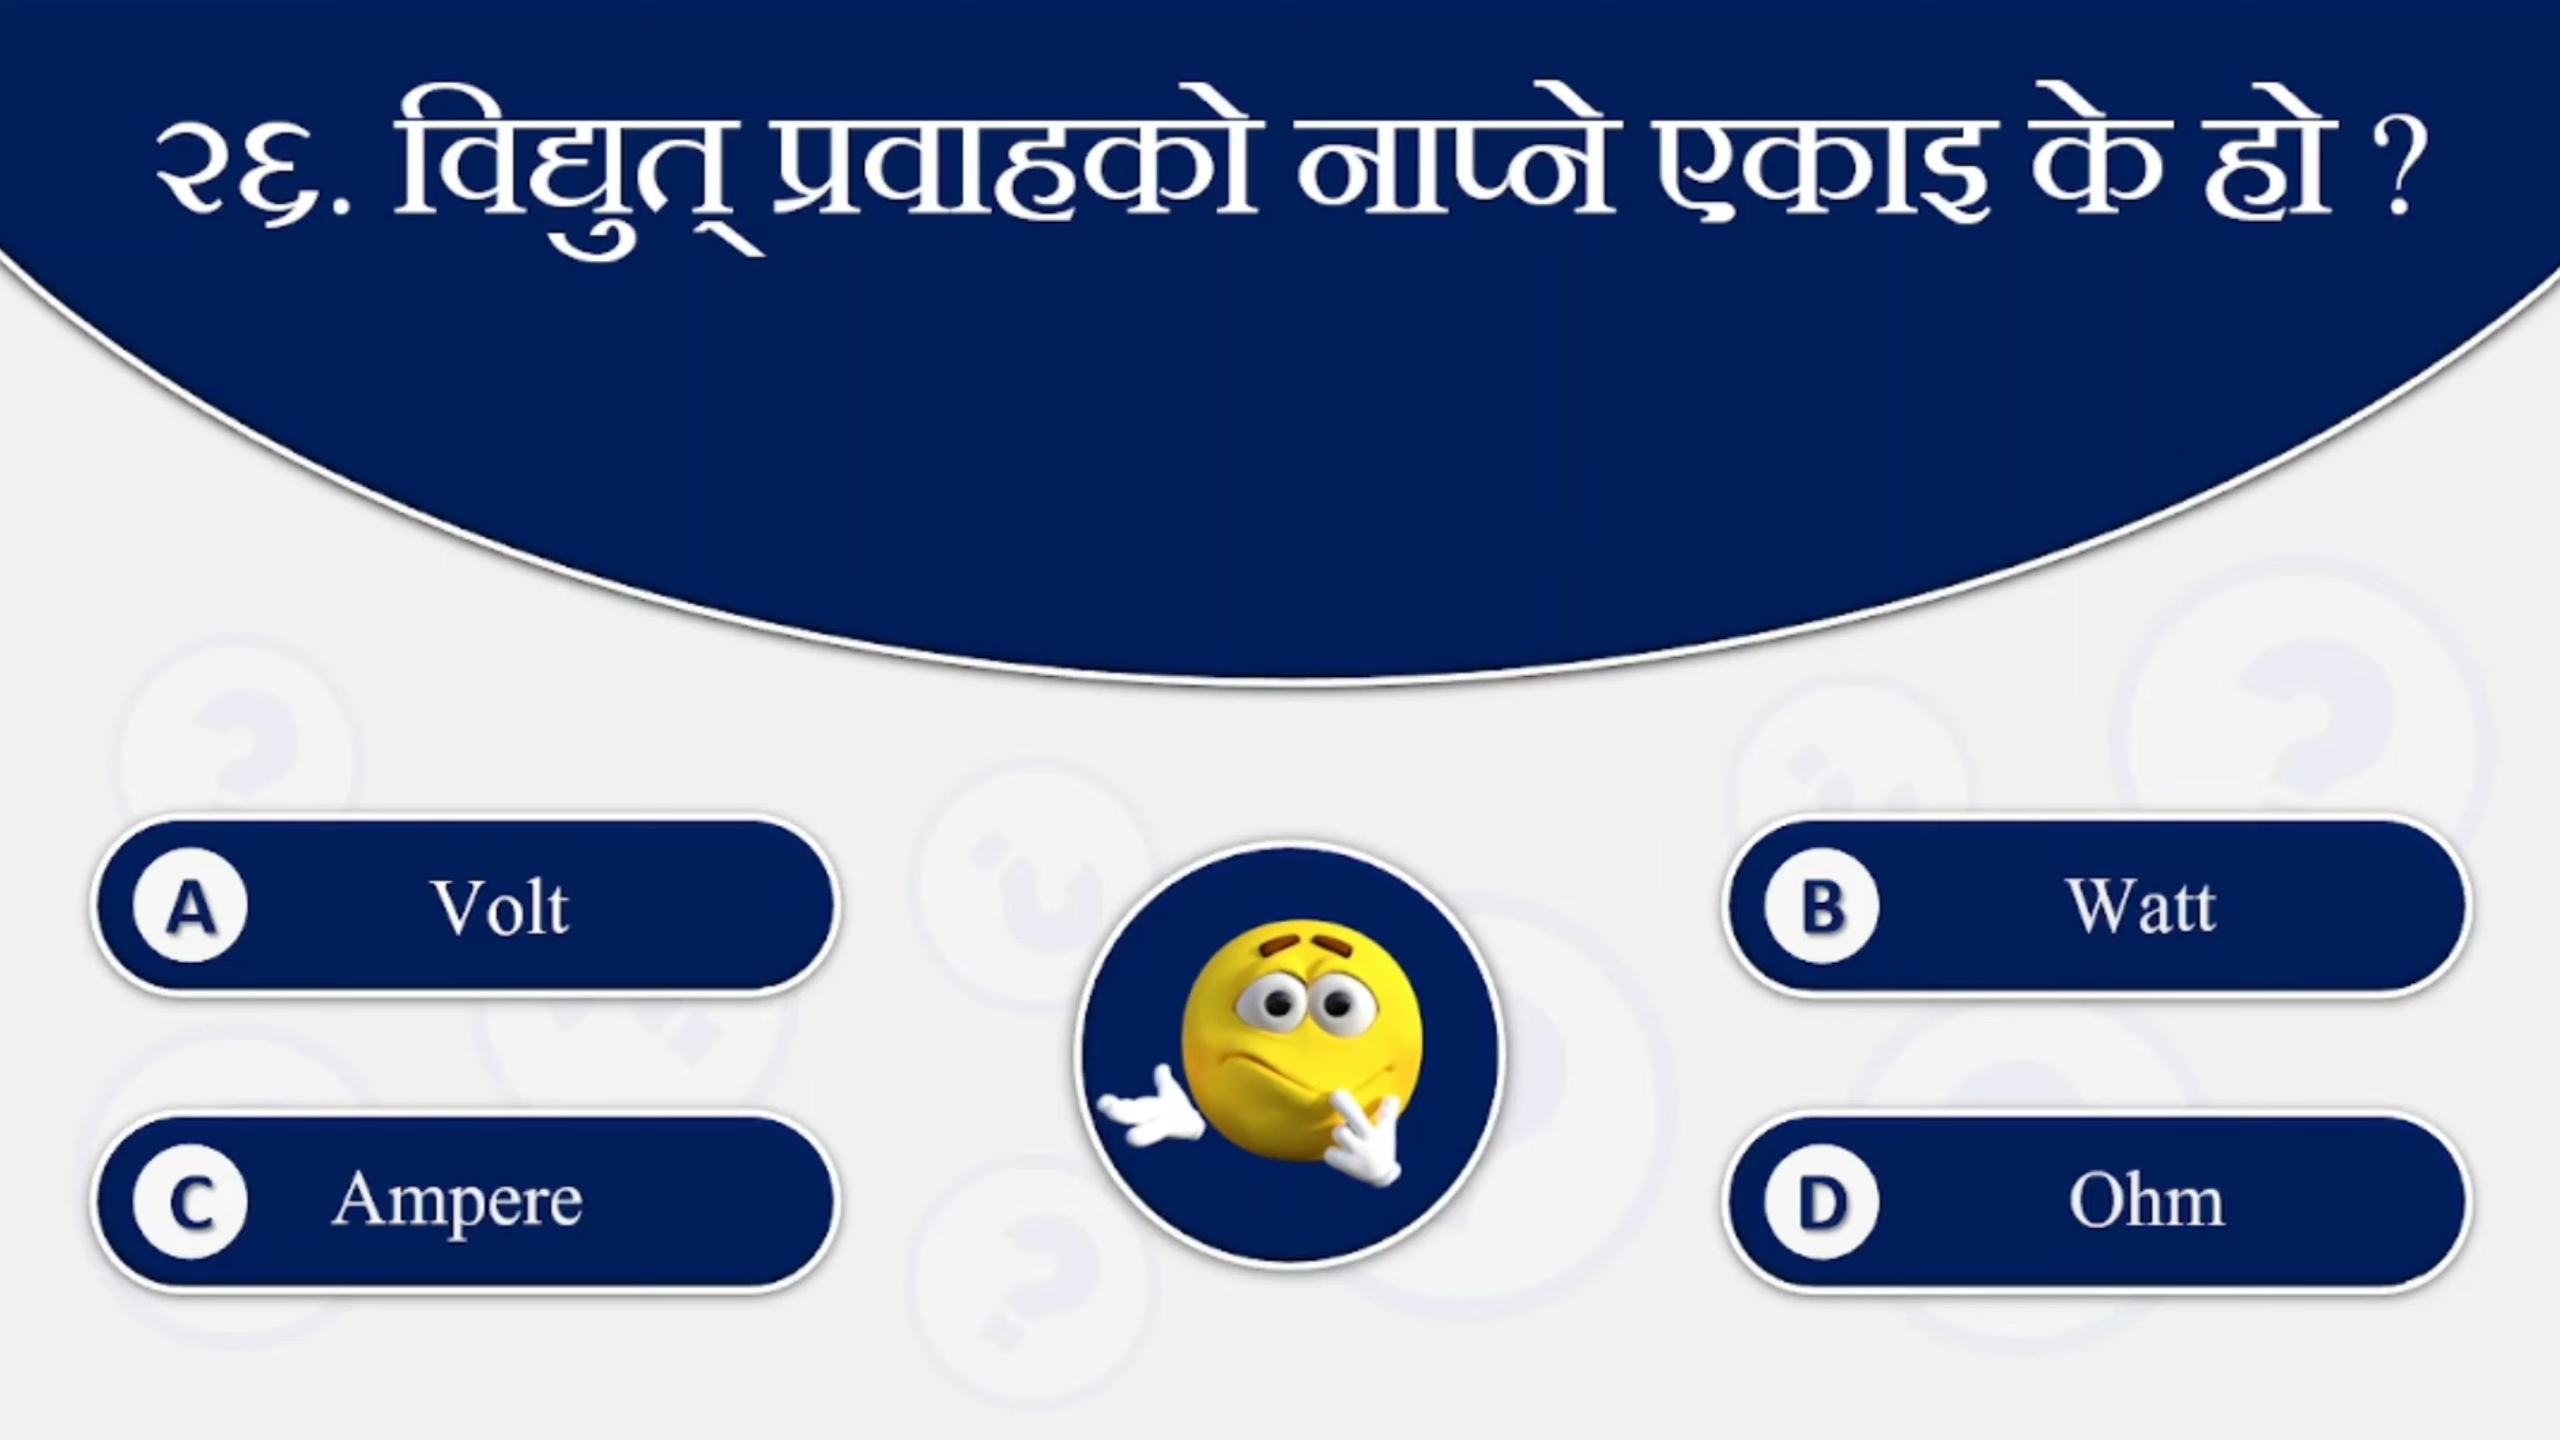 २६. विद्युत् प्रवाहको नाप्ने एकाइ के हो ?
A Volt
B Watt
C Ampere
D Ohm